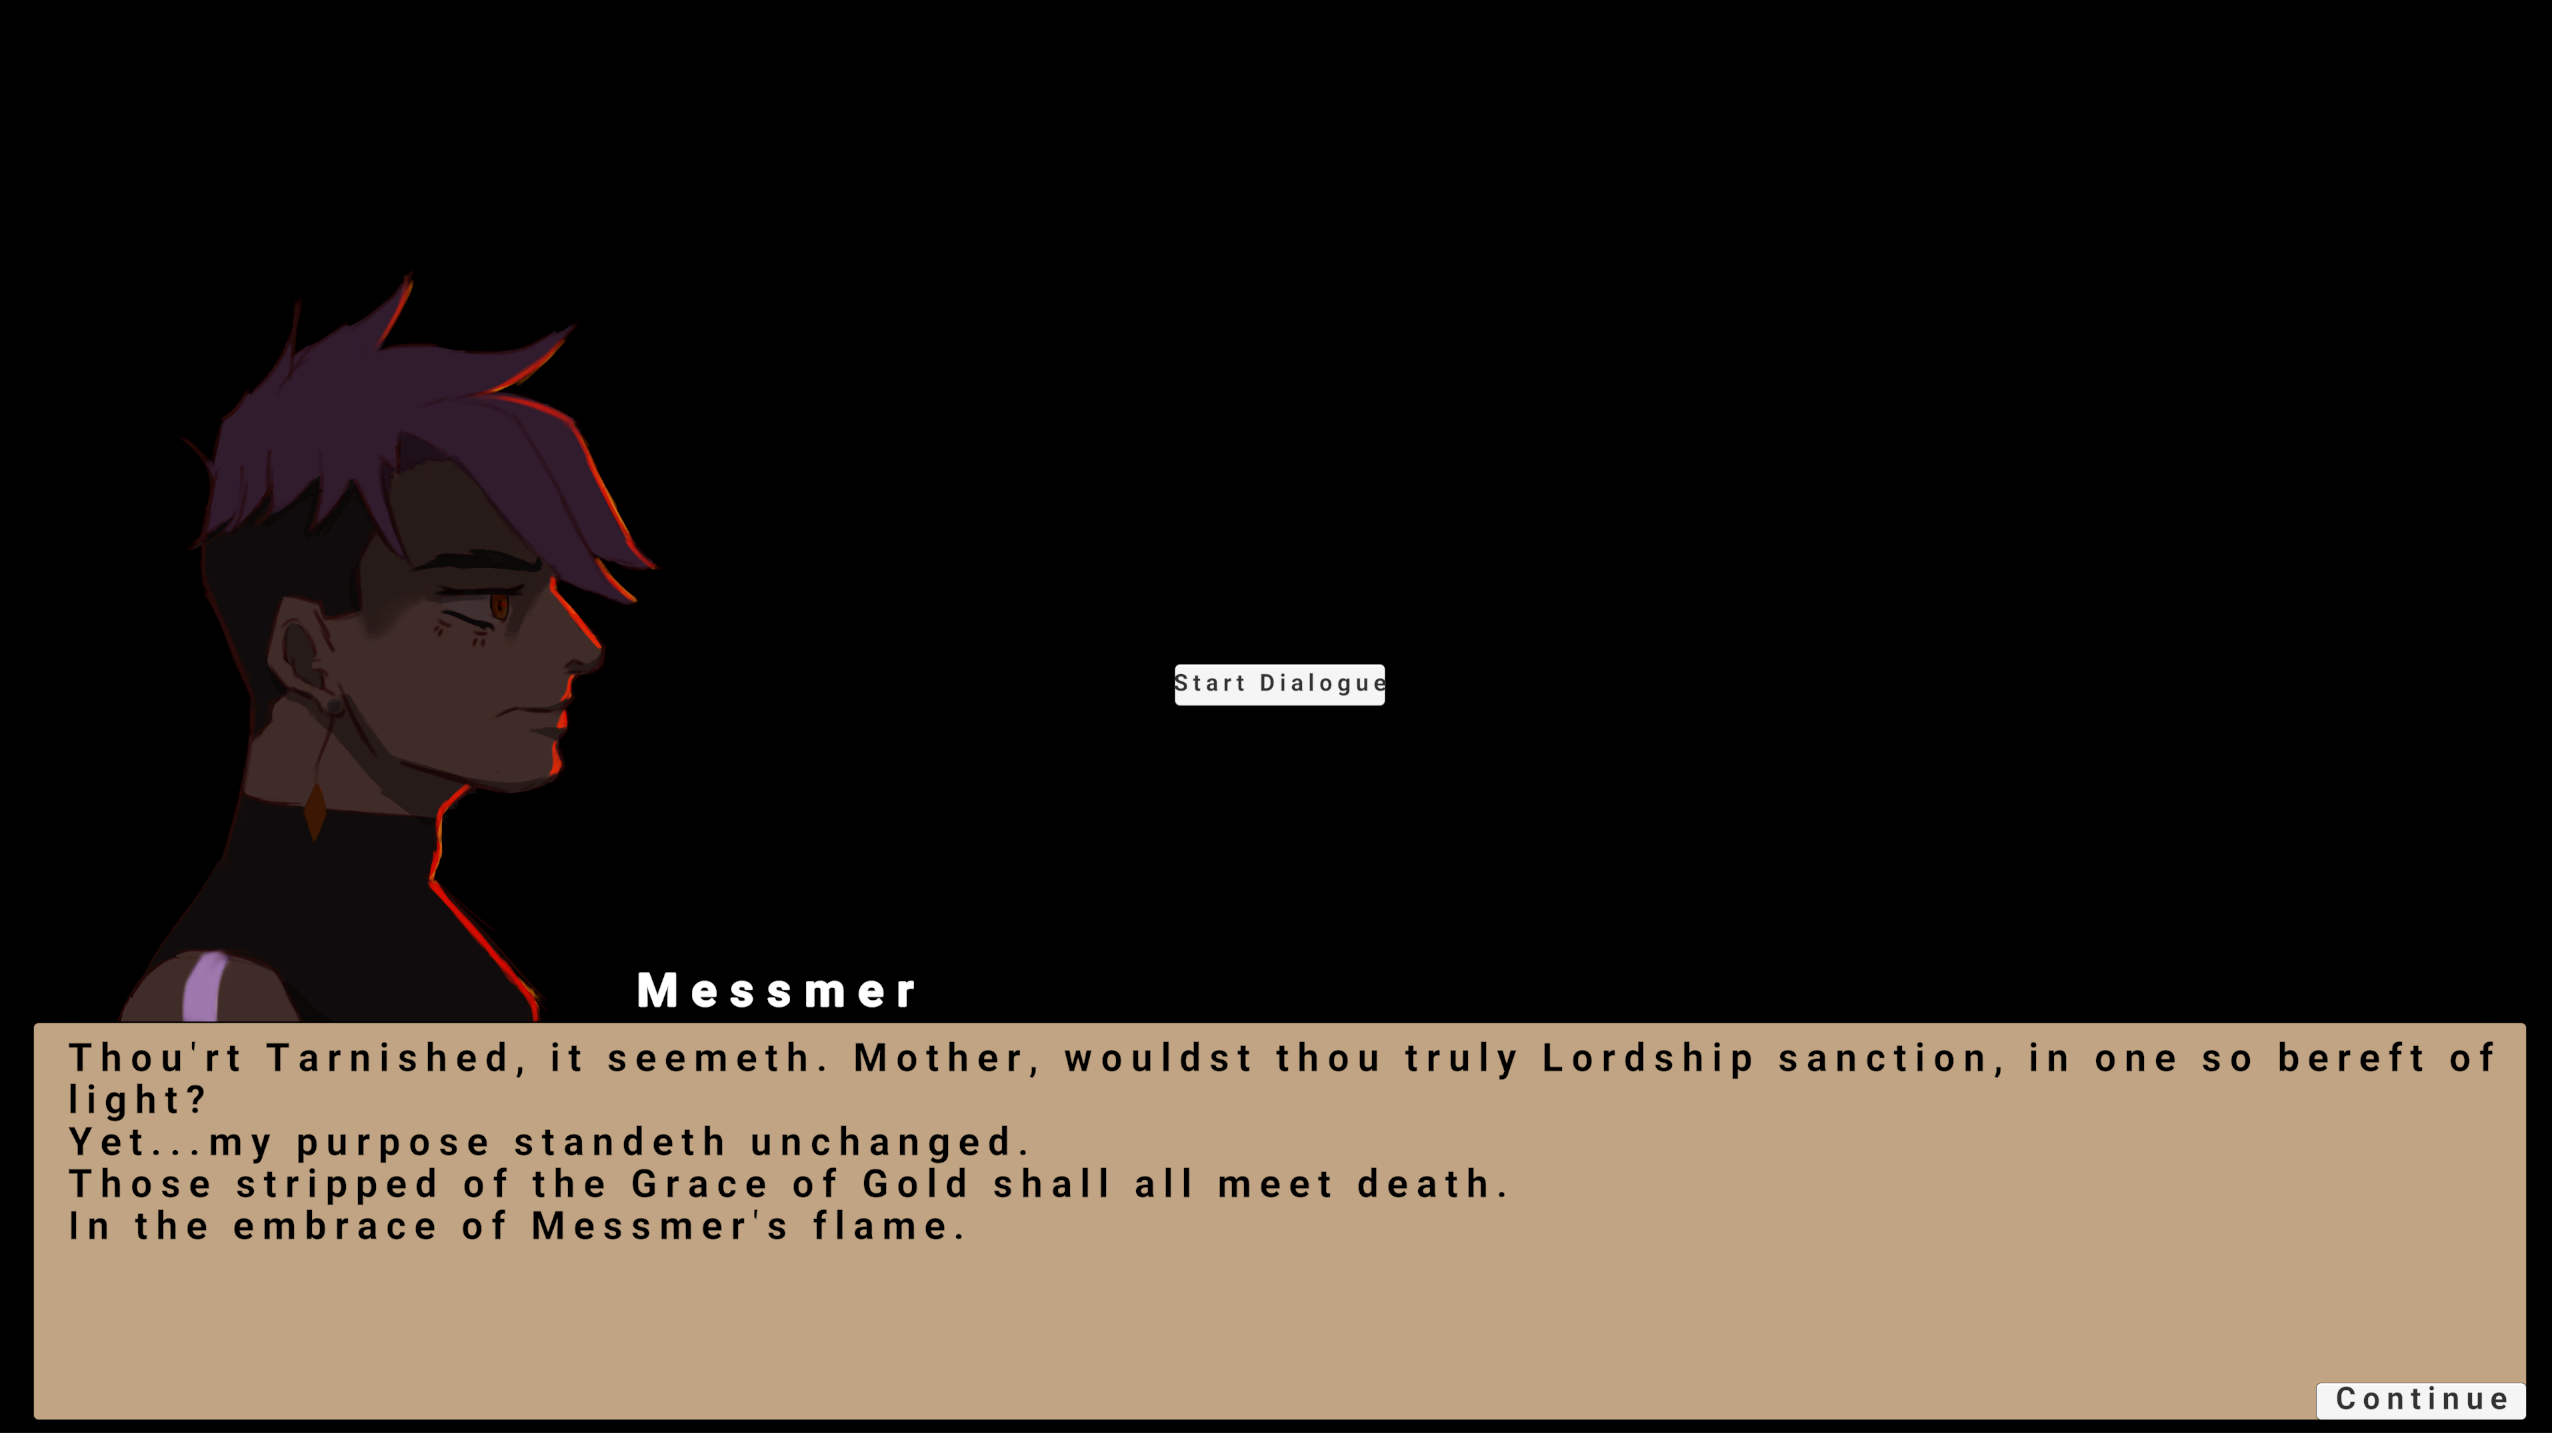 Start Dialogue
Messmer
Thou'rt Tarnished, it seemeth. Mother, wouldst thou truly Lordship sanction, in one so bereft of
light?
Yet...my purpose standeth unchanged.
Those stripped of the Grace of Gold shall all meet death.
In the embrace of Messmer's flame.
Continue